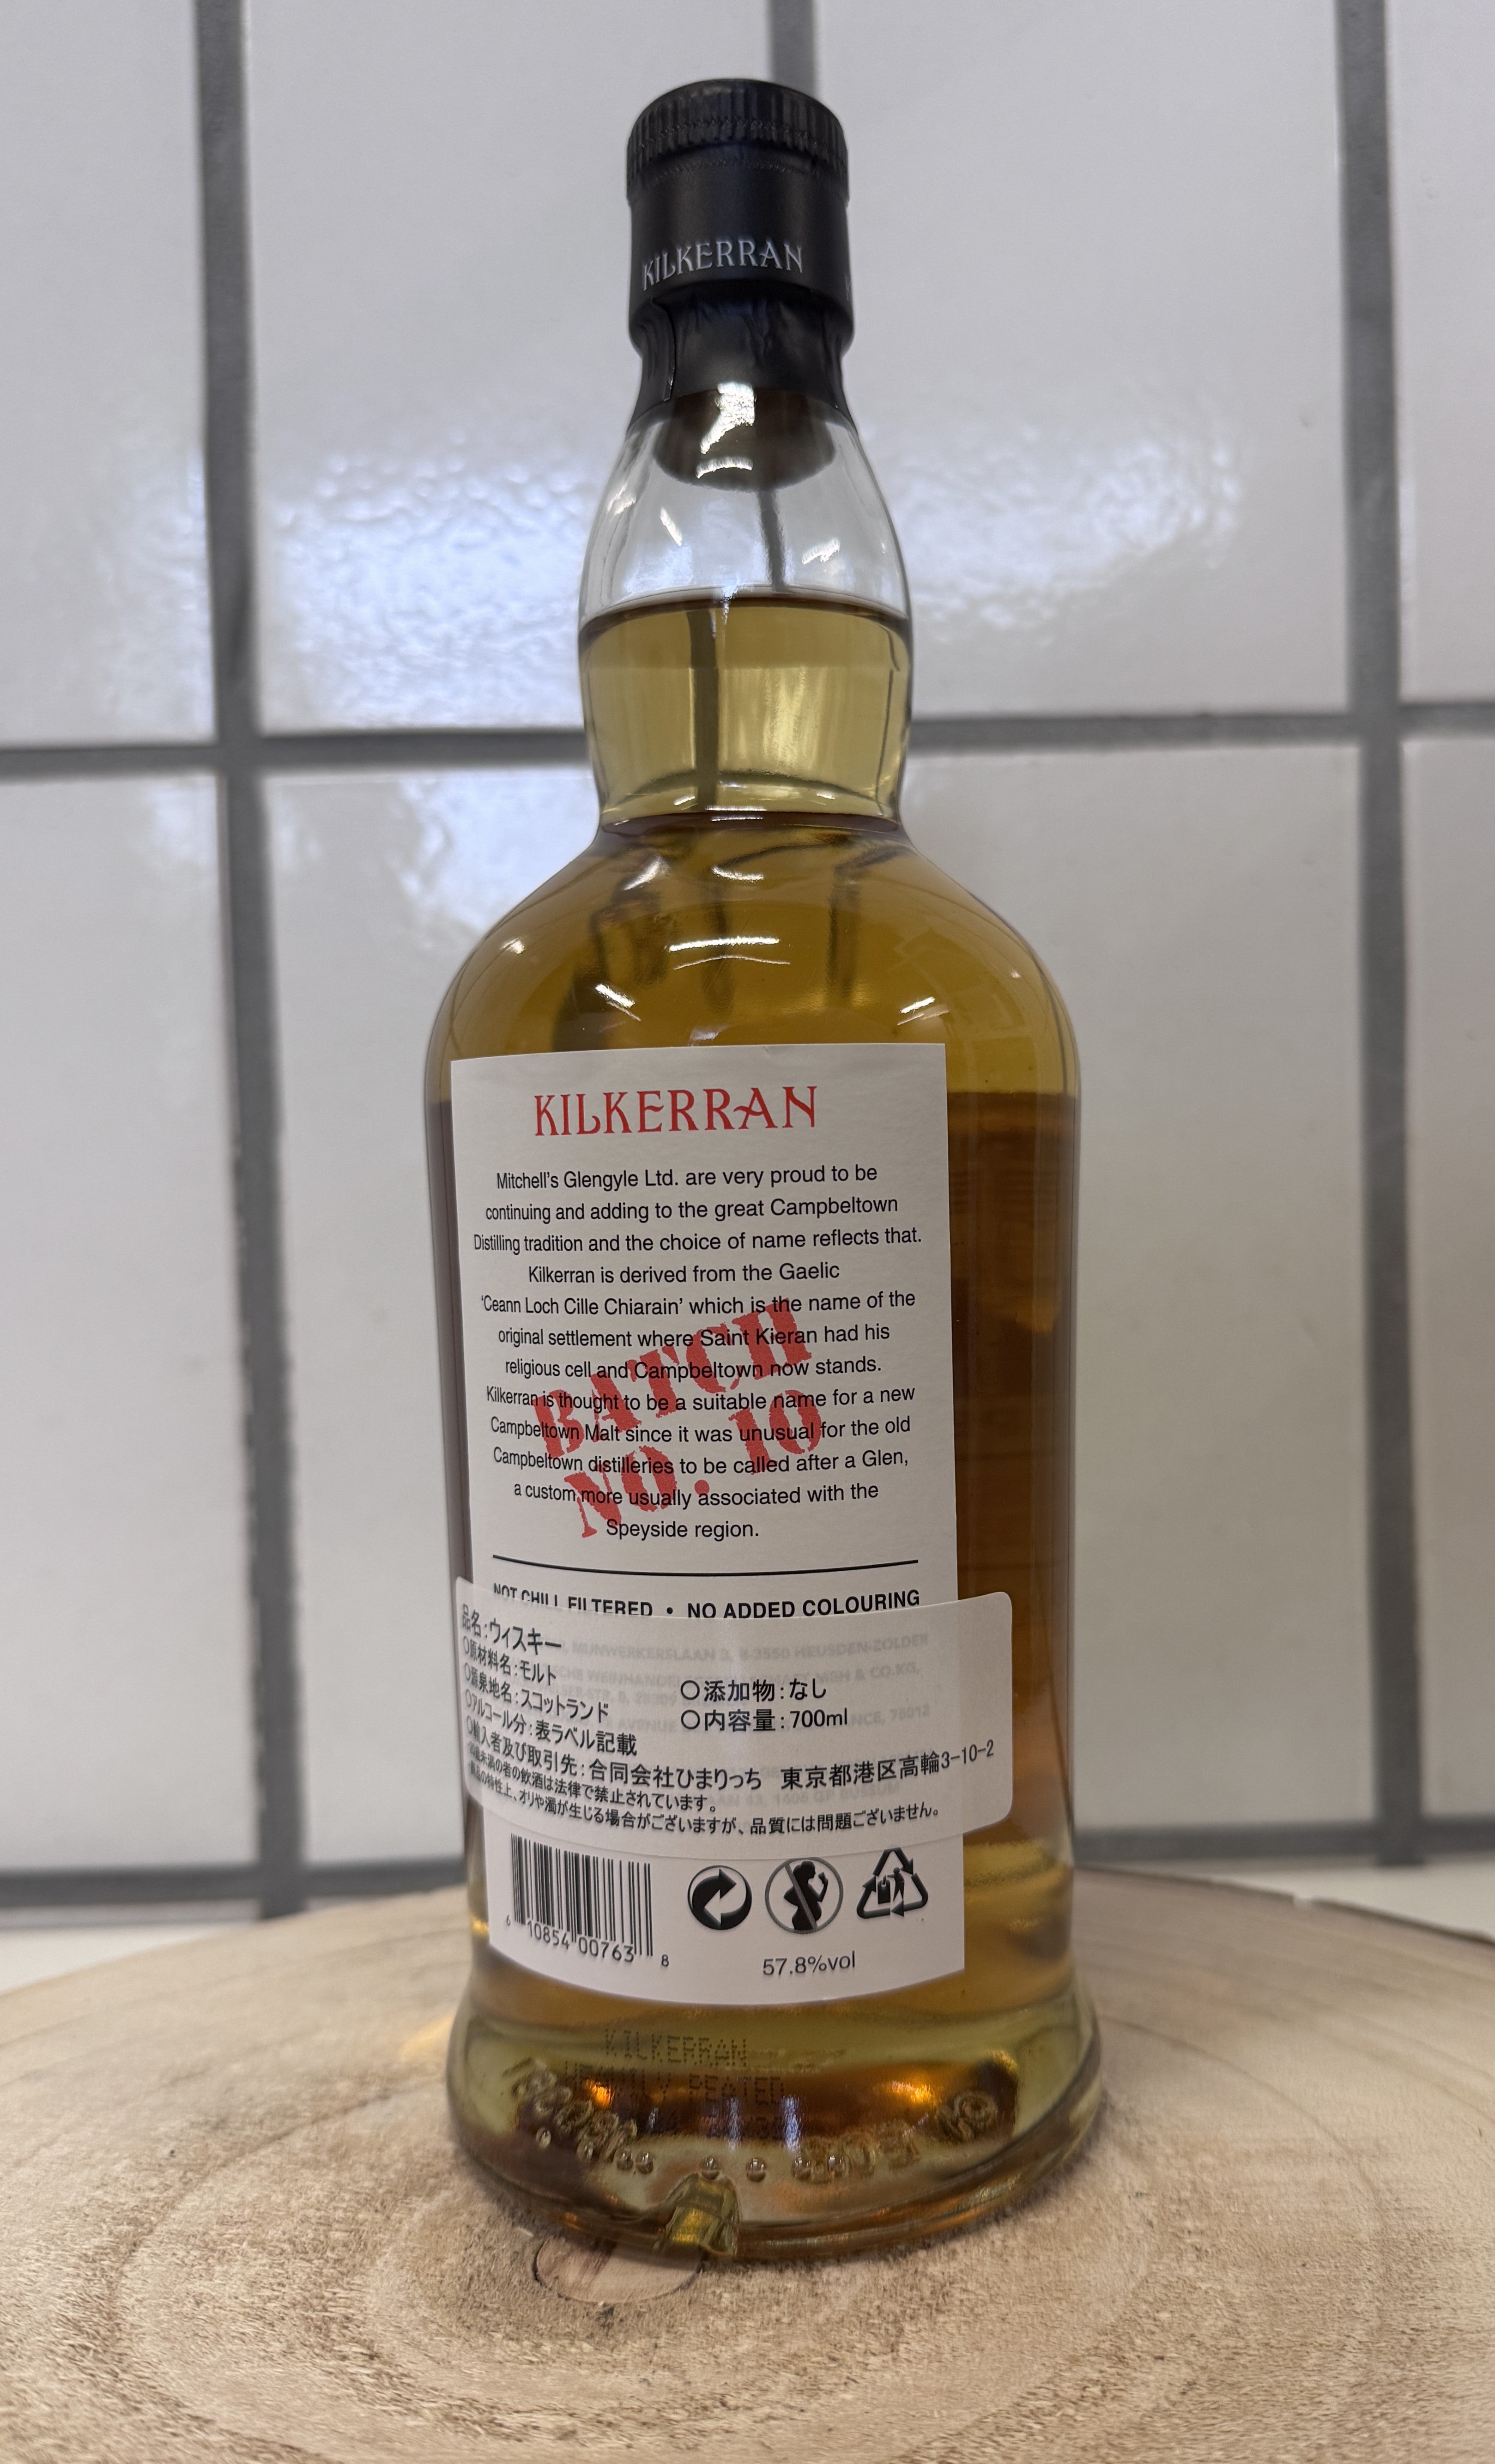 KILKERRAN
KILKERRAN
Mitchell's Glengyle Ltd. are very proud to be
continuing and adding to the great Campbeltown
Distilling tradition and the choice of name reflects that.
Kilkerran is derived from the Gaelic
'Ceann Loch Cille Chiarain' which is the name of the
original settlement where Saint Kieran had his
religious cell and Campbeltown now stands.
Kilkerran is thought to be a suitable name for a new
Campbeltown Malt since it was unusual for the old
Campbeltown distilleries to be called after a Glen,
a custom more usually associated with the
Speyside region.
BATCH
NO. 10
NOT CHILL FILTERED • NO ADDED COLOURING
品名:ウィスキー
○原材料名:モルト
○源泉地名:スコットランド
○アルコール分:表ラベル記載
○添加物:なし
○内容量:700ml
○輸入者及び取引先:合同会社ひまりっち 東京都港区高輪3-10-2
未満の者の飲酒は法律で禁止されています。
の特性上、オリや濁が生じる場合がございますが、品質には問題ございません。
6 10854 00763 8
57.8%vol
KILKERRAN
HEAVILY PEATED